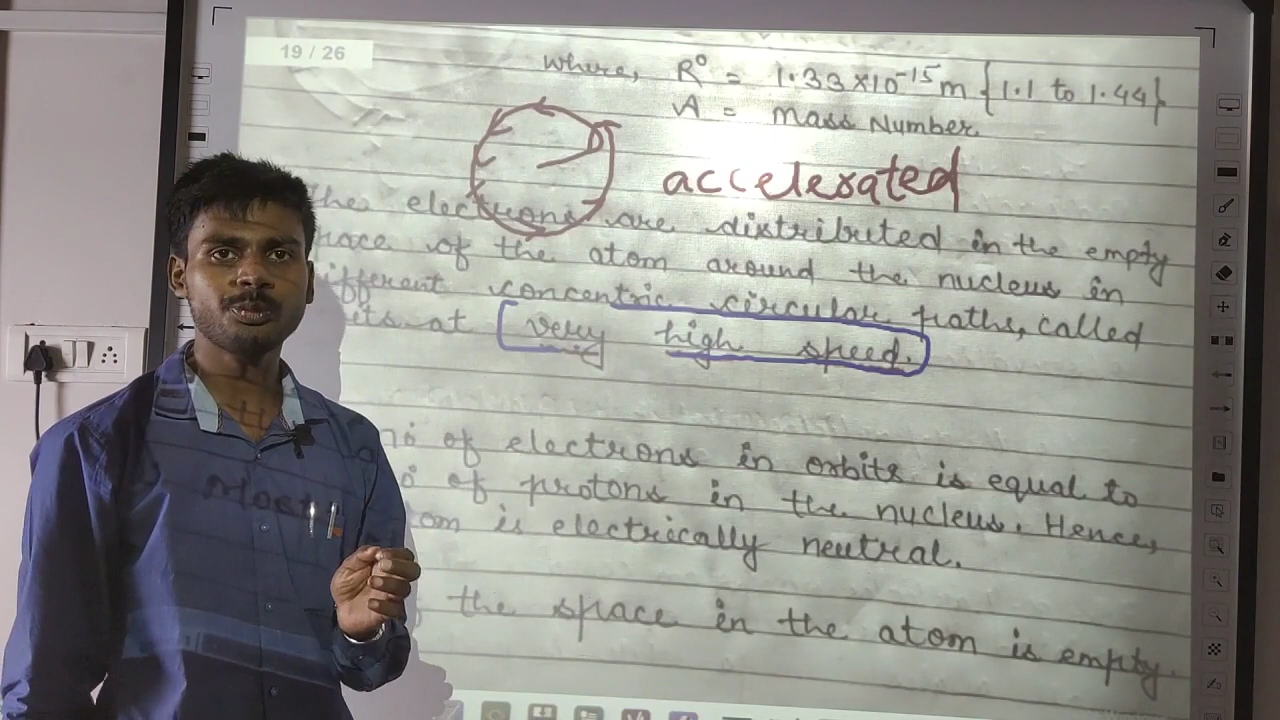 19 / 26
where, R° = 1.33×10⁻¹⁵m {1.1 to 1.44}
A = Mass Number.
accelerated
the electrons are distributed in the empty
of the atom around the nucleus in
concentric circular paths, called
at very high speed.
no of electrons in orbits is equal to
of protons in the nucleus. Hence,
is electrically neutral.
Most
the space in the atom is empty.